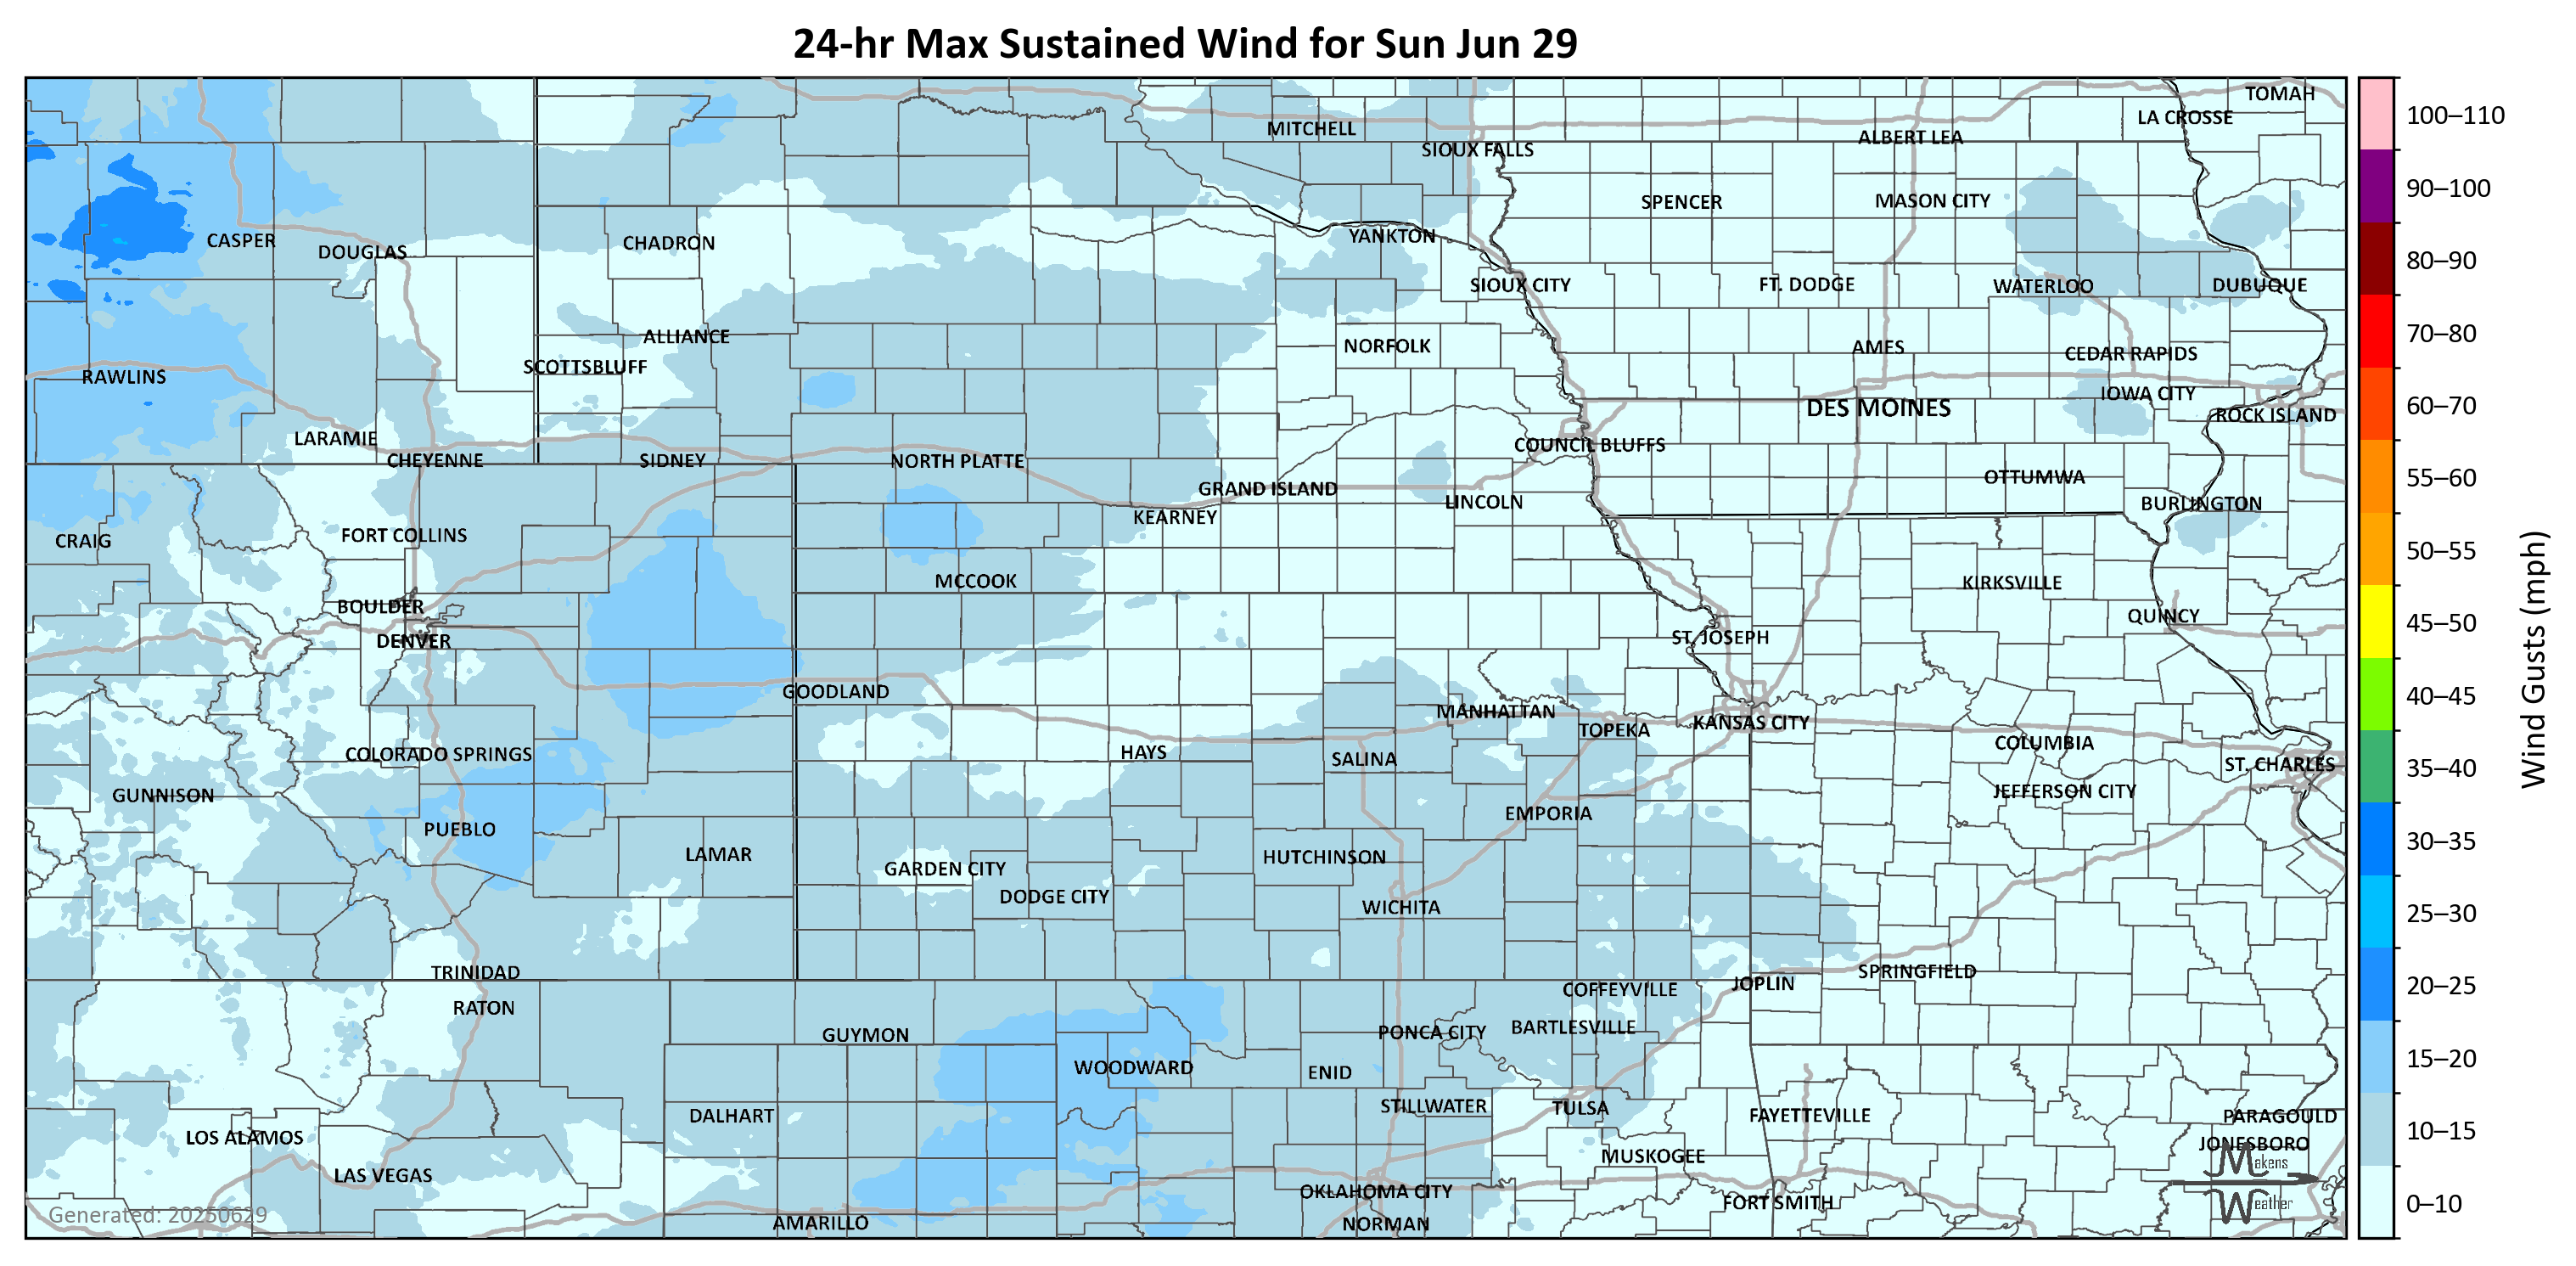 24-hr Max Sustained Wind for Sun Jun 29
TOMAH
LA CROSSE
MITCHELL
ALBERT LEA
SIOUX FALLS
SPENCER
MASON CITY
CASPER
DOUGLAS
CHADRON
YANKTON
SIOUX CITY
FT. DODGE
WATERLOO
DUBUQUE
ALLIANCE
NORFOLK
AMES
CEDAR RAPIDS
SCOTTSBLUFF
RAWLINS
IOWA CITY
DES MOINES
ROCK ISLAND
LARAMIE
COUNCIL BLUFFS
CHEYENNE
SIDNEY
NORTH PLATTE
OTTUMWA
GRAND ISLAND
LINCOLN
BURLINGTON
KEARNEY
FORT COLLINS
CRAIG
MCCOOK
KIRKSVILLE
BOULDER
QUINCY
DENVER
ST. JOSEPH
GOODLAND
MANHATTAN
KANSAS CITY
TOPEKA
COLUMBIA
HAYS
COLORADO SPRINGS
SALINA
ST. CHARLES
GUNNISON
JEFFERSON CITY
EMPORIA
PUEBLO
LAMAR
HUTCHINSON
GARDEN CITY
DODGE CITY
WICHITA
TRINIDAD
SPRINGFIELD
JOPLIN
COFFEYVILLE
RATON
BARTLESVILLE
GUYMON
PONCA CITY
WOODWARD
ENID
STILLWATER
TULSA
DALHART
FAYETTEVILLE
PARAGOULD
LOS ALAMOS
JONESBORO
MUSKOGEE
LAS VEGAS
OKLAHOMA CITY
FORT SMITH
AMARILLO
NORMAN
Generated: 20250629
Makens
Weather
100–110
90–100
80–90
70–80
60–70
55–60
50–55
45–50
40–45
35–40
30–35
25–30
20–25
15–20
10–15
0–10
Wind Gusts (mph)